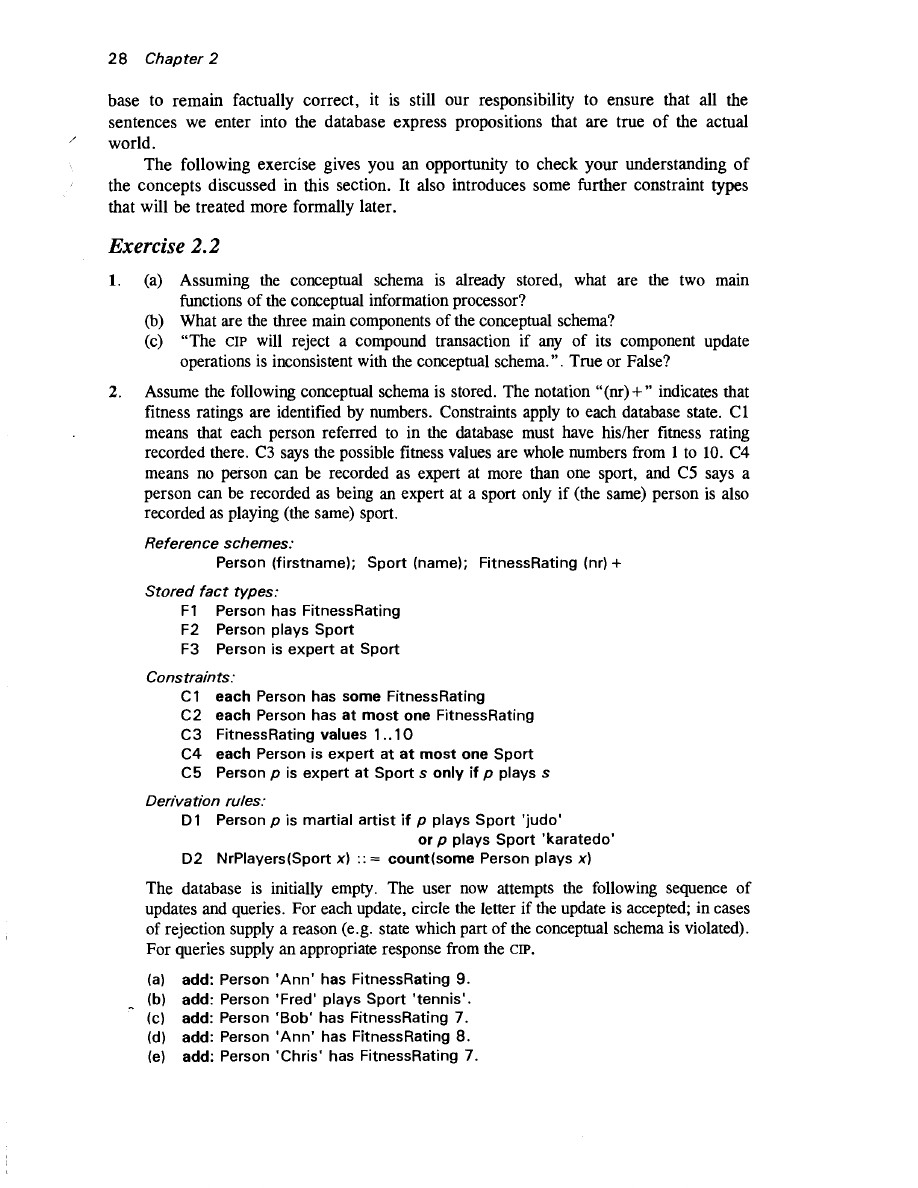 28 Chapter 2
base to remain factually correct, it is still our responsibility to ensure that all the
sentences we enter into the database express propositions that are true of the actual
world.
The following exercise gives you an opportunity to check your understanding of
the concepts discussed in this section. It also introduces some further constraint types
that will be treated more formally later.
Exercise 2.2
1. (a) Assuming the conceptual schema is already stored, what are the two main
functions of the conceptual information processor?
(b) What are the three main components of the conceptual schema?
(c) "The CIP will reject a compound transaction if any of its component update
operations is inconsistent with the conceptual schema.". True or False?
2. Assume the following conceptual schema is stored. The notation "(nr)+" indicates that
fitness ratings are identified by numbers. Constraints apply to each database state. C1
means that each person referred to in the database must have his/her fitness rating
recorded there. C3 says the possible fitness values are whole numbers from 1 to 10. C4
means no person can be recorded as expert at more than one sport, and C5 says a
person can be recorded as being an expert at a sport only if (the same) person is also
recorded as playing (the same) sport.
Reference schemes:
Person (firstname); Sport (name); FitnessRating (nr)+
Stored fact types:
F1 Person has FitnessRating
F2 Person plays Sport
F3 Person is expert at Sport
Constraints:
C1 each Person has some FitnessRating
C2 each Person has at most one FitnessRating
C3 FitnessRating values 1..10
C4 each Person is expert at at most one Sport
C5 Person p is expert at Sport s only if p plays s
Derivation rules:
D1 Person p is martial artist if p plays Sport 'judo'
or p plays Sport 'karatedo'
D2 NrPlayers(Sport x) ::= count(some Person plays x)
The database is initially empty. The user now attempts the following sequence of
updates and queries. For each update, circle the letter if the update is accepted; in cases
of rejection supply a reason (e.g. state which part of the conceptual schema is violated).
For queries supply an appropriate response from the CIP.
(a) add: Person 'Ann' has FitnessRating 9.
(b) add: Person 'Fred' plays Sport 'tennis'.
(c) add: Person 'Bob' has FitnessRating 7.
(d) add: Person 'Ann' has FitnessRating 8.
(e) add: Person 'Chris' has FitnessRating 7.